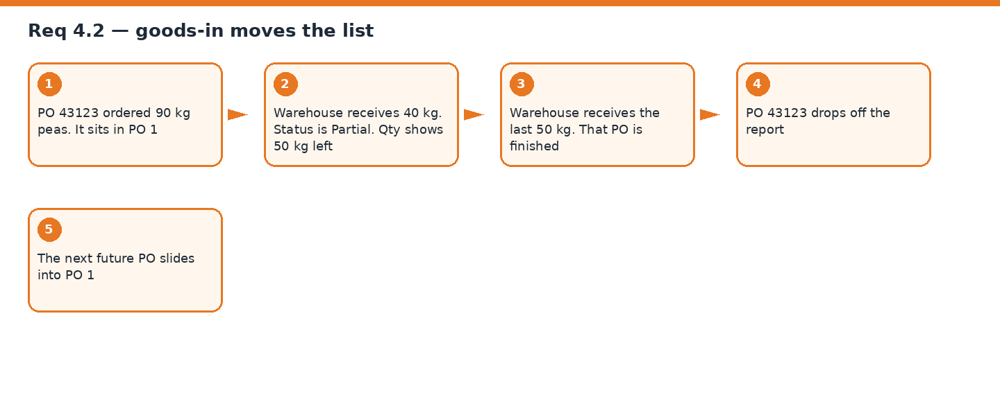 Req 4.2 — goods-in moves the list
1
PO 43123 ordered 90 kg
peas. It sits in PO 1
2
Warehouse receives 40 kg.
Status is Partial. Qty shows
50 kg left
3
Warehouse receives the
last 50 kg. That PO is
finished
4
PO 43123 drops off the
report
5
The next future PO slides
into PO 1